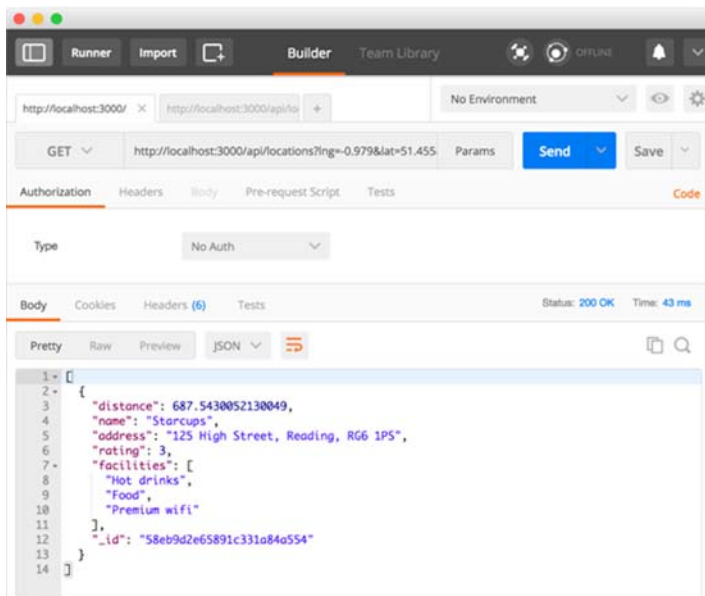 Runner Import Builder Team Library OFFLINE
http://localhost:3000/ × http://localhost:3000/api/lo + No Environment
GET http://localhost:3000/api/locations?lng=-0.979&lat=51.455 Params Send Save
Authorization Headers Body Pre-request Script Tests Code
Type No Auth
Body Cookies Headers (6) Tests Status: 200 OK Time: 43 ms
Pretty Raw Preview JSON
1 [
2 {
3 "distance": 687.5430052130049,
4 "name": "Starcups",
5 "address": "125 High Street, Reading, RG6 1PS",
6 "rating": 3,
7 "facilities": [
8 "Hot drinks",
9 "Food",
10 "Premium wifi"
11 ],
12 "_id": "58eb9d2e65891c331a84a554"
13 }
14 ]